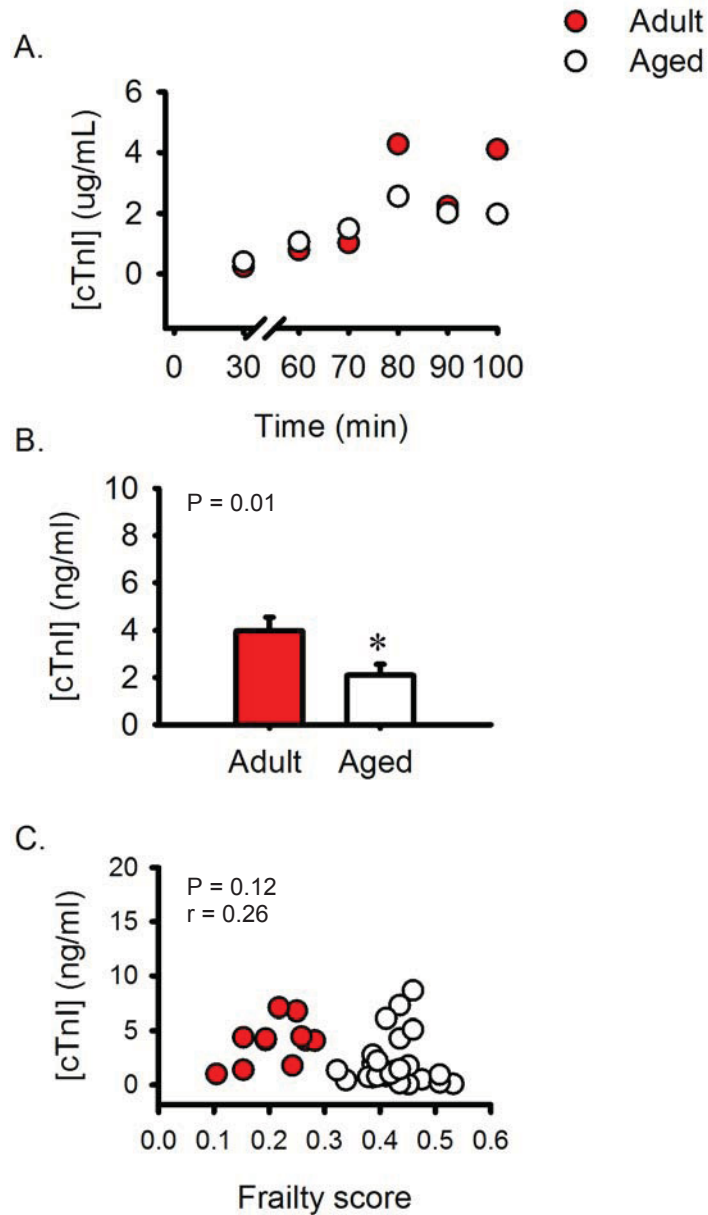 Adult
Aged
A.
[cTnI] (ug/mL)
6
4
2
0
0 30 60 70 80 90 100
Time (min)
B.
[cTnI] (ng/ml)
P = 0.01
10
8
6
4
2
0
*
Adult Aged
C.
[cTnI] (ng/ml)
P = 0.12
r = 0.26
20
15
10
5
0
0.0 0.1 0.2 0.3 0.4 0.5 0.6
Frailty score